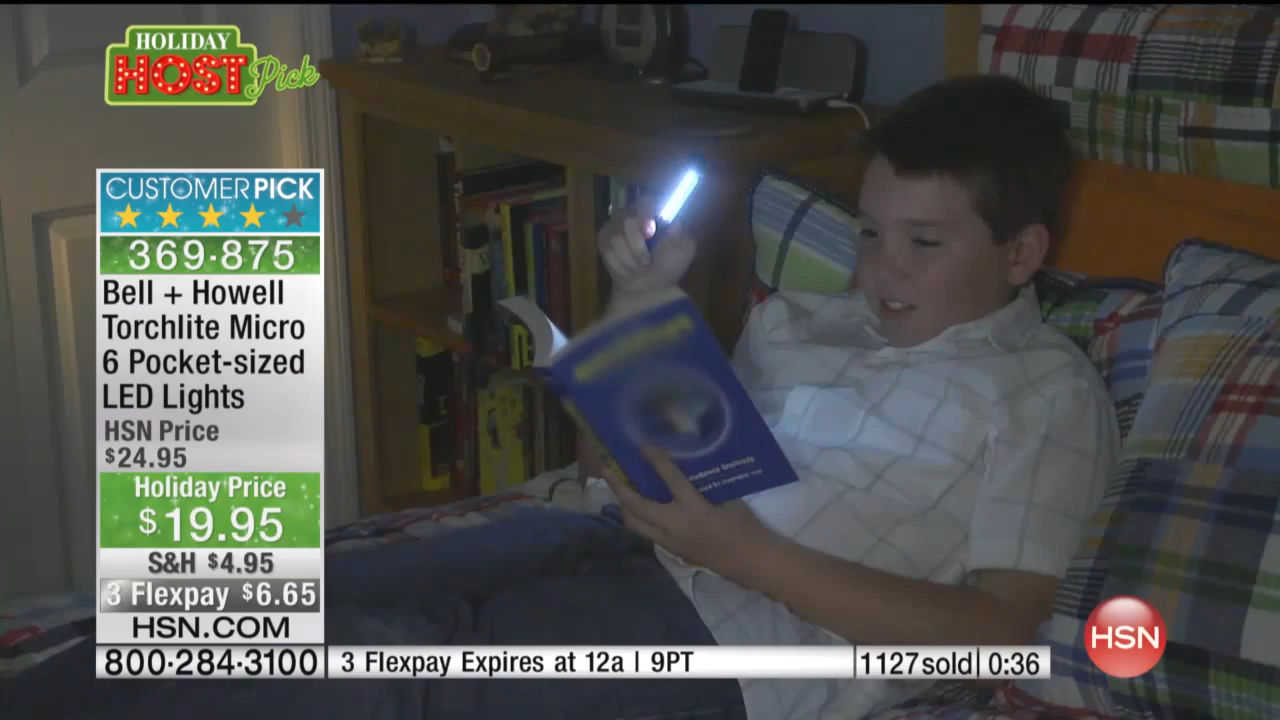 HOLIDAY
HOST
Pick
CUSTOMER PICK
369·875
Bell + Howell
Torchlite Micro
6 Pocket-sized
LED Lights
HSN Price
$24.95
Holiday Price
$19.95
S&H $4.95
3 Flexpay $6.65
HSN.COM
800·284·3100
3 Flexpay Expires at 12a | 9PT
1127 sold
0:36
HSN